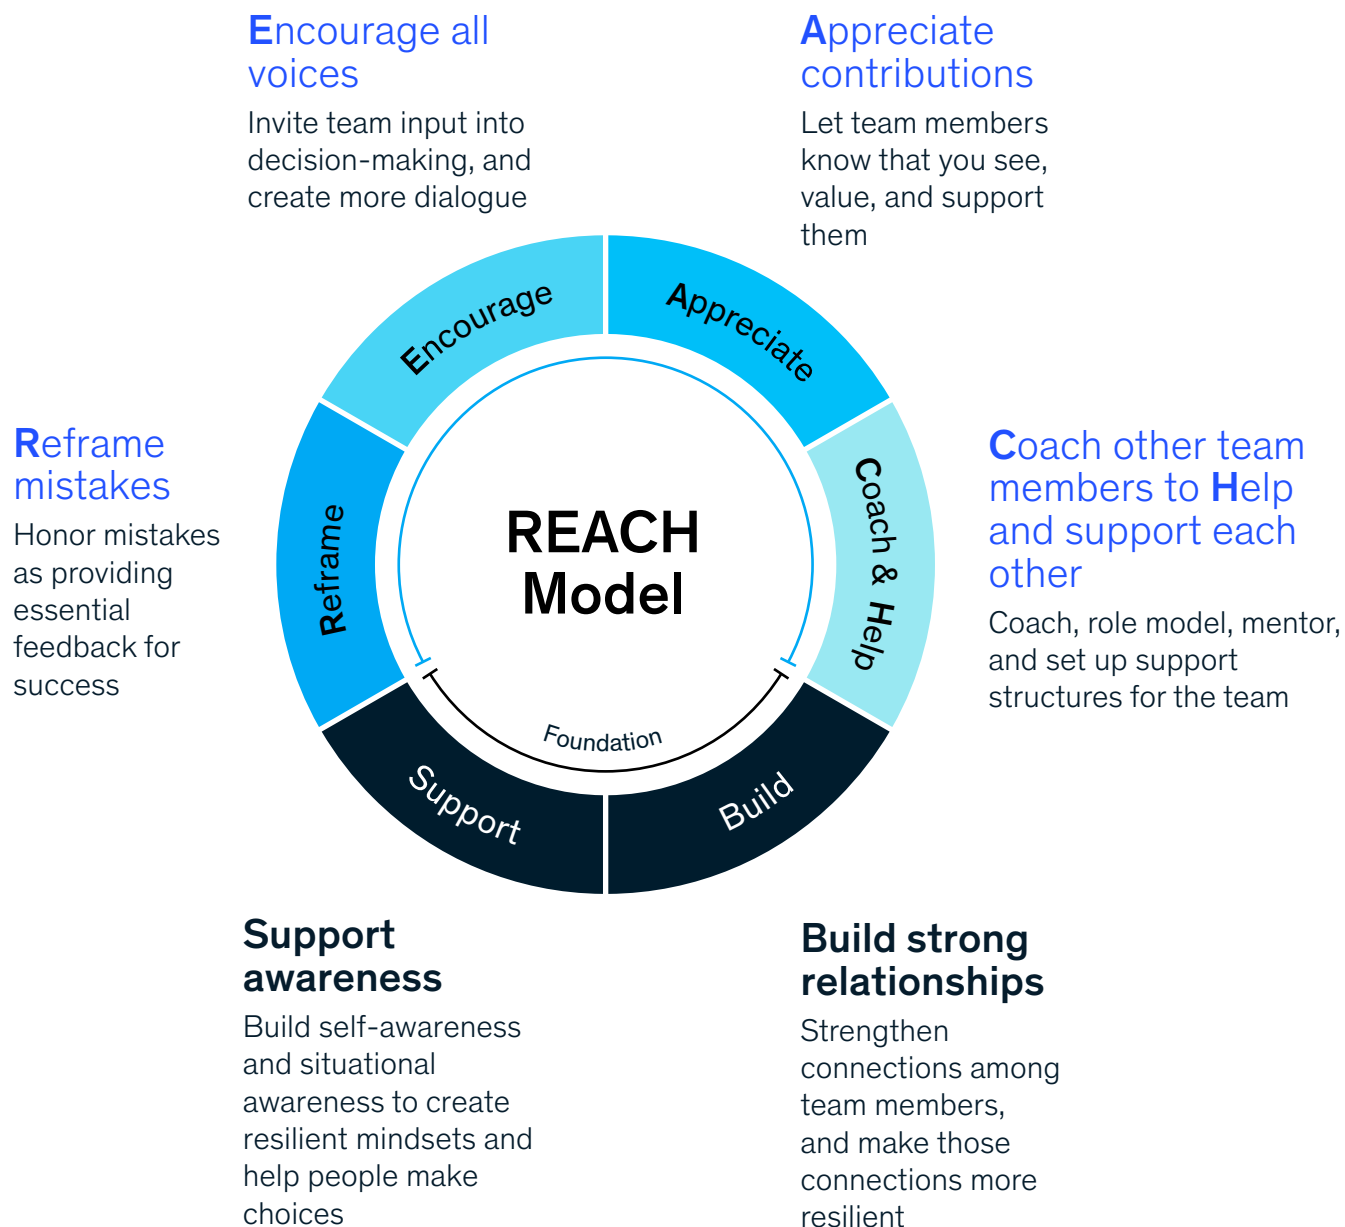 Encourage all
voices
Invite team input into
decision-making, and
create more dialogue
Appreciate
contributions
Let team members
know that you see,
value, and support
them
Encourage
Appreciate
Reframe
mistakes
Honor mistakes
as providing
essential
feedback for
success
Reframe
REACH
Model
Coach & Help
Coach other team
members to Help
and support each
other
Coach, role model, mentor,
and set up support
structures for the team
Foundation
Support
Build
Support
awareness
Build self-awareness
and situational
awareness to create
resilient mindsets and
help people make
choices
Build strong
relationships
Strengthen
connections among
team members,
and make those
connections more
resilient